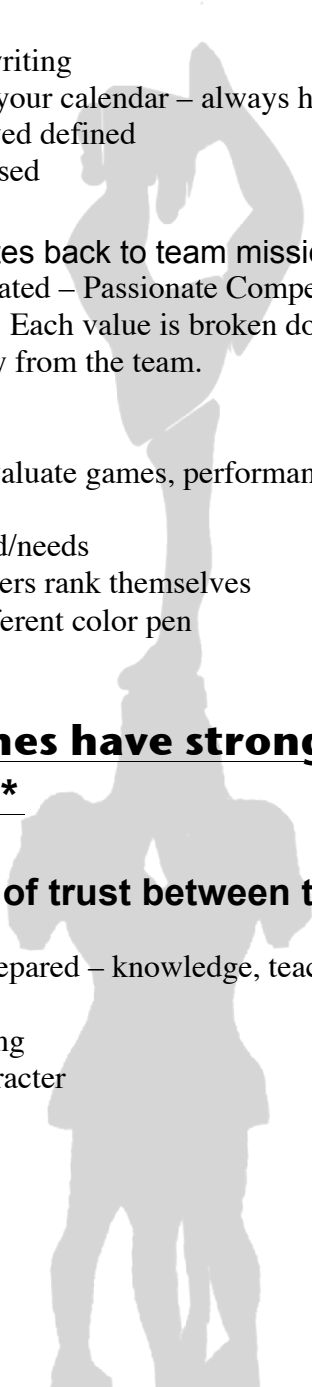 writing
your calendar – always h
ed defined
sed
tes back to team missi
ated – Passionate Compe
. Each value is broken do
y from the team.
aluate games, performan
d/needs
ers rank themselves
ferent color pen
nes have strong
*
of trust between t
epared – knowledge, teac
ng
racter